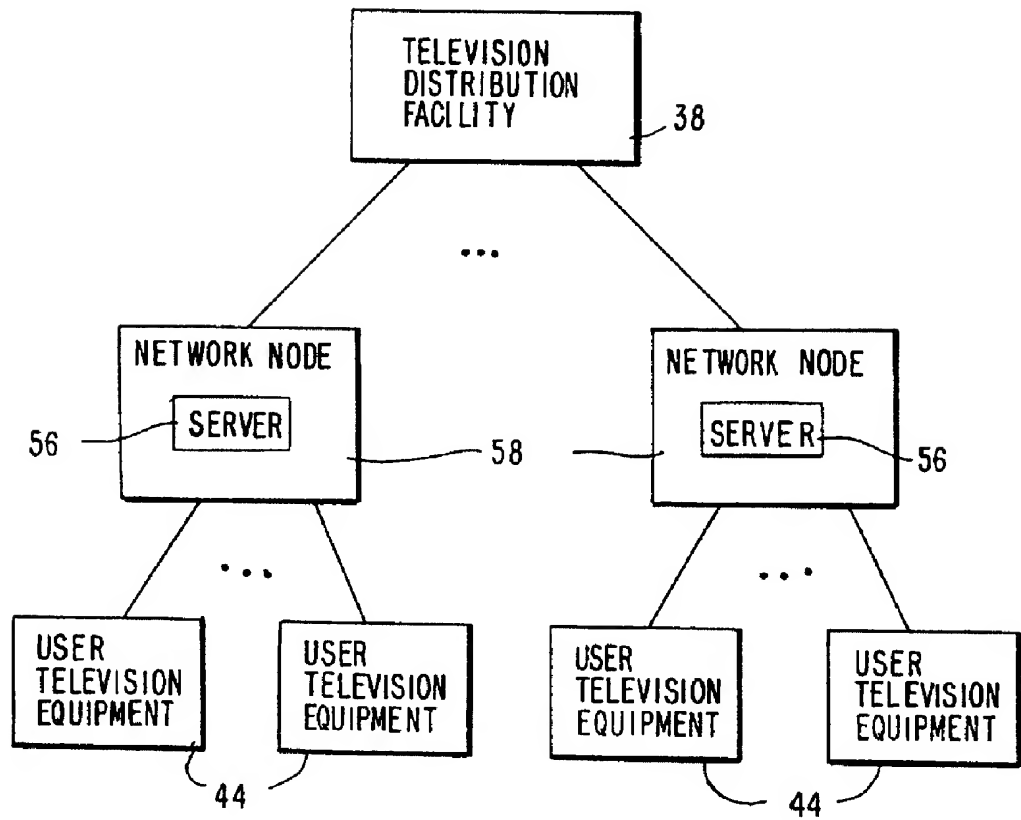 TELEVISION
DISTRIBUTION
FACILITY
38
...
NETWORK NODE
SERVER
56
58
NETWORK NODE
SERVER
56
...
...
USER
TELEVISION
EQUIPMENT
USER
TELEVISION
EQUIPMENT
44
USER
TELEVISION
EQUIPMENT
USER
TELEVISION
EQUIPMENT
44